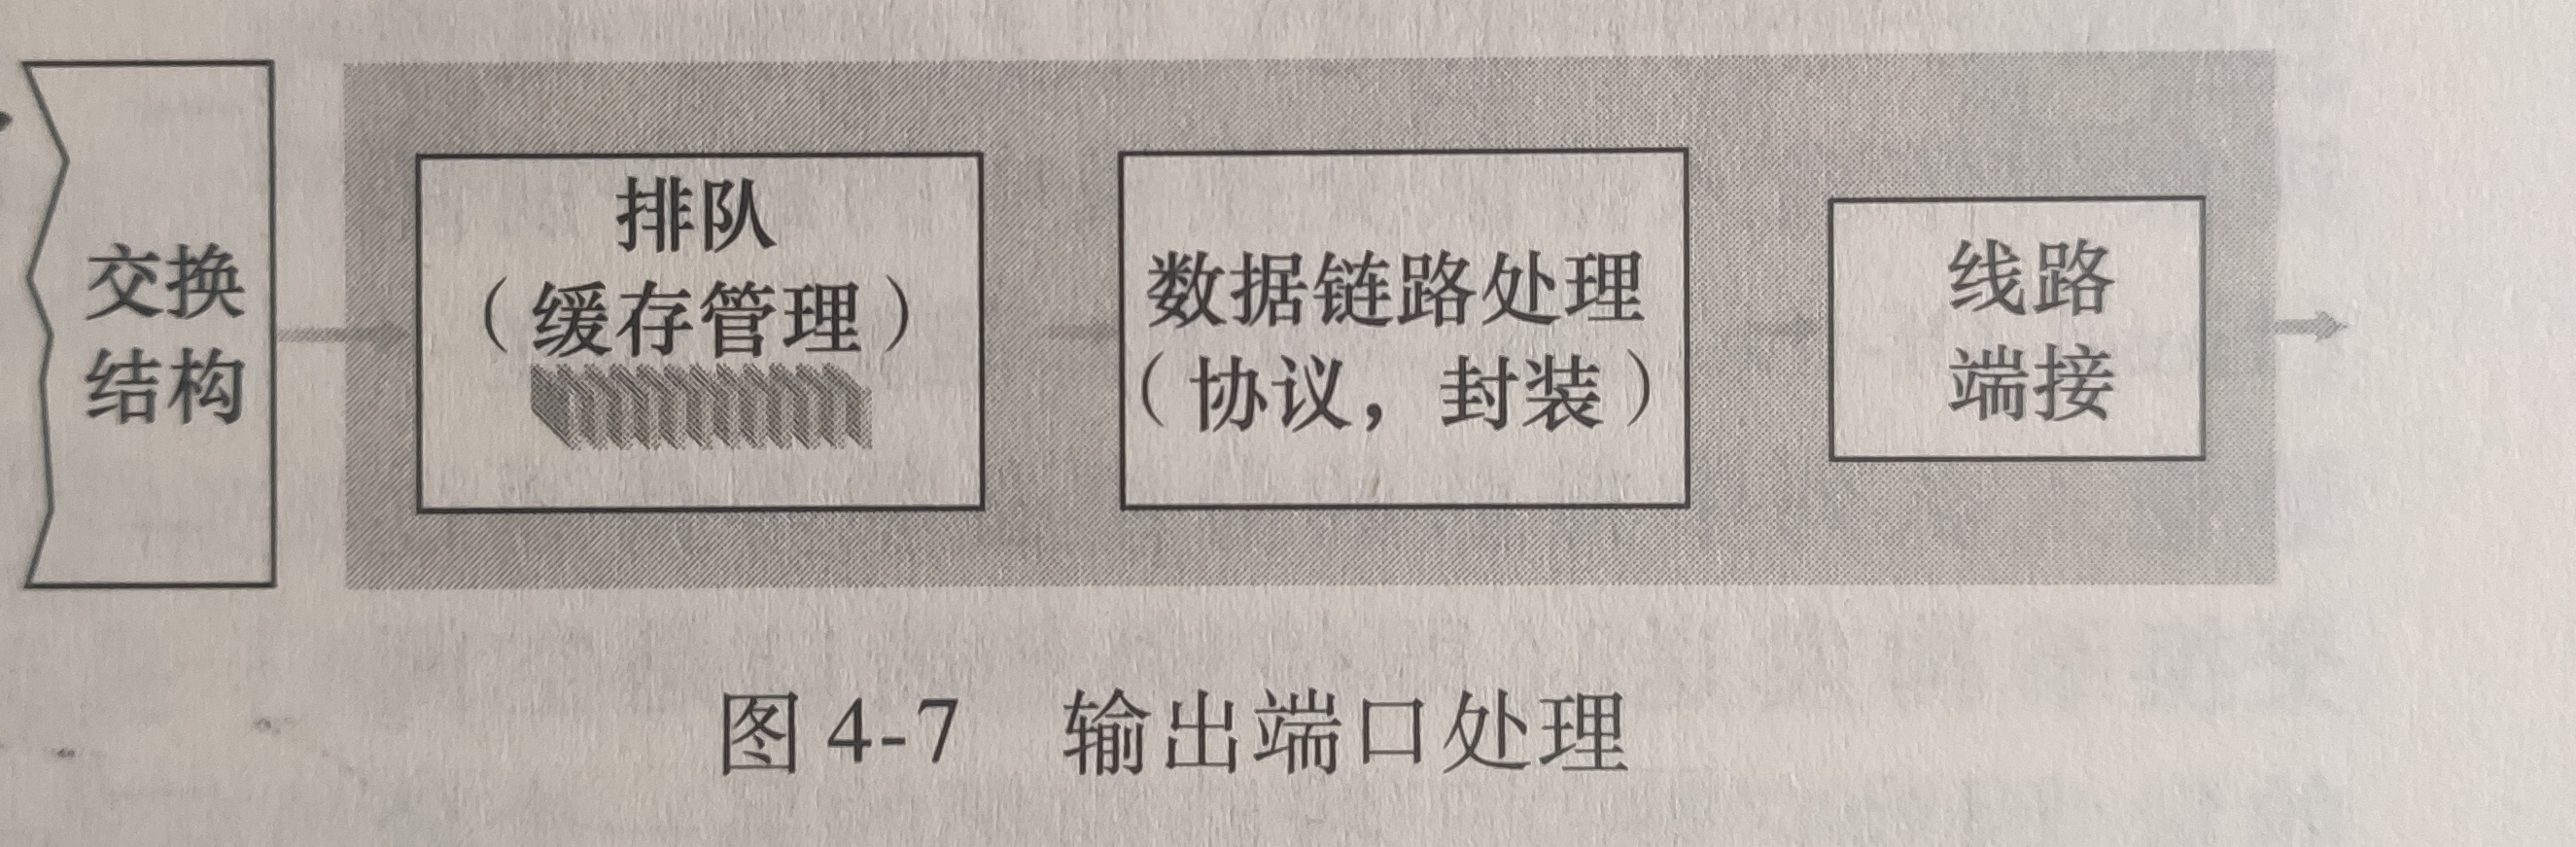 交换
结构
排队
（缓存管理）
数据链路处理
（协议，封装）
线路
端接
图 4-7 输出端口处理